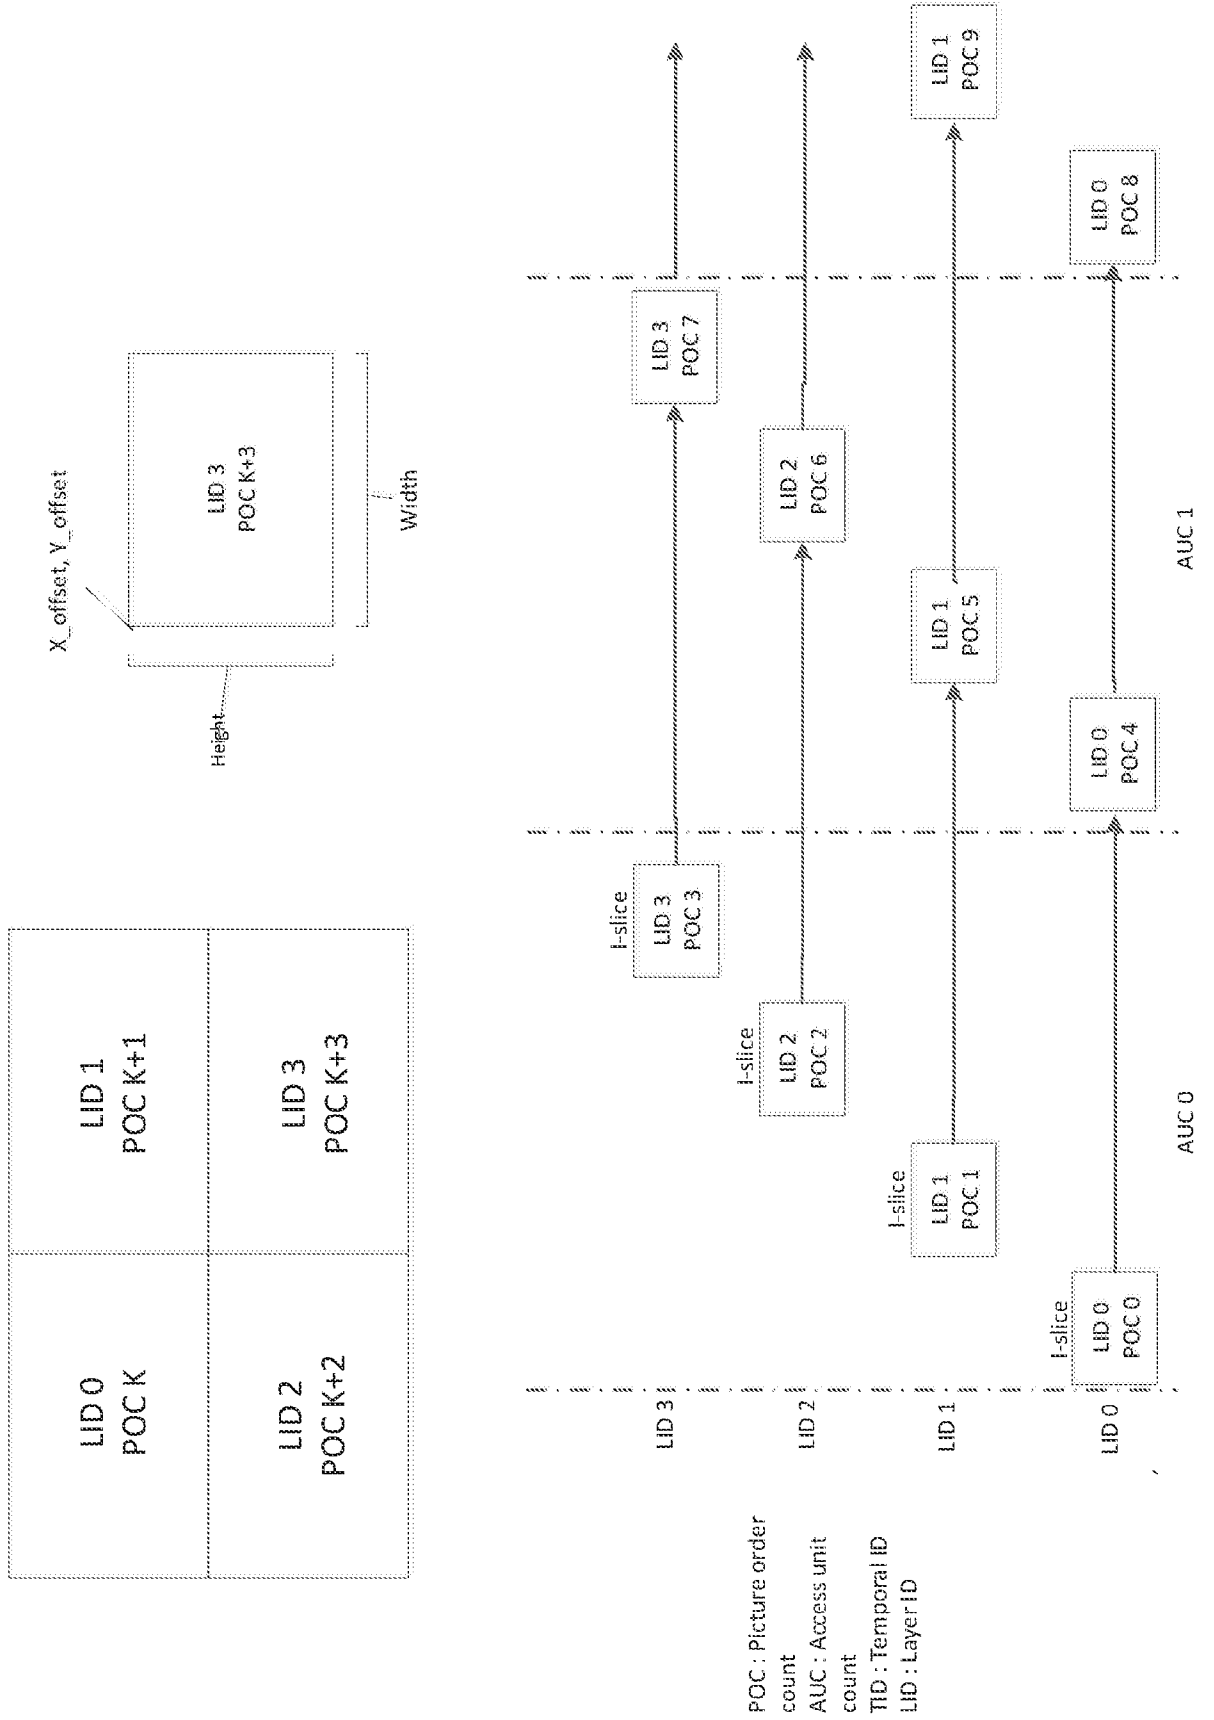 LID 0
POC K
LID 1
POC K+1
LID 2
POC K+2
LID 3
POC K+3
X_offset, Y_offset
Height
LID 3
POC K+3
Width
POC : Picture order
count
AUC : Access unit
count
TID : Temporal ID
LID : Layer ID
LID 3
I-slice
LID 3
POC 3
LID 3
POC 7
LID 2
I-slice
LID 2
POC 2
LID 2
POC 6
LID 1
I-slice
LID 1
POC 1
LID 1
POC 5
LID 1
POC 9
LID 0
I-slice
LID 0
POC 0
LID 0
POC 4
LID 0
POC 8
AUC 0
AUC 1